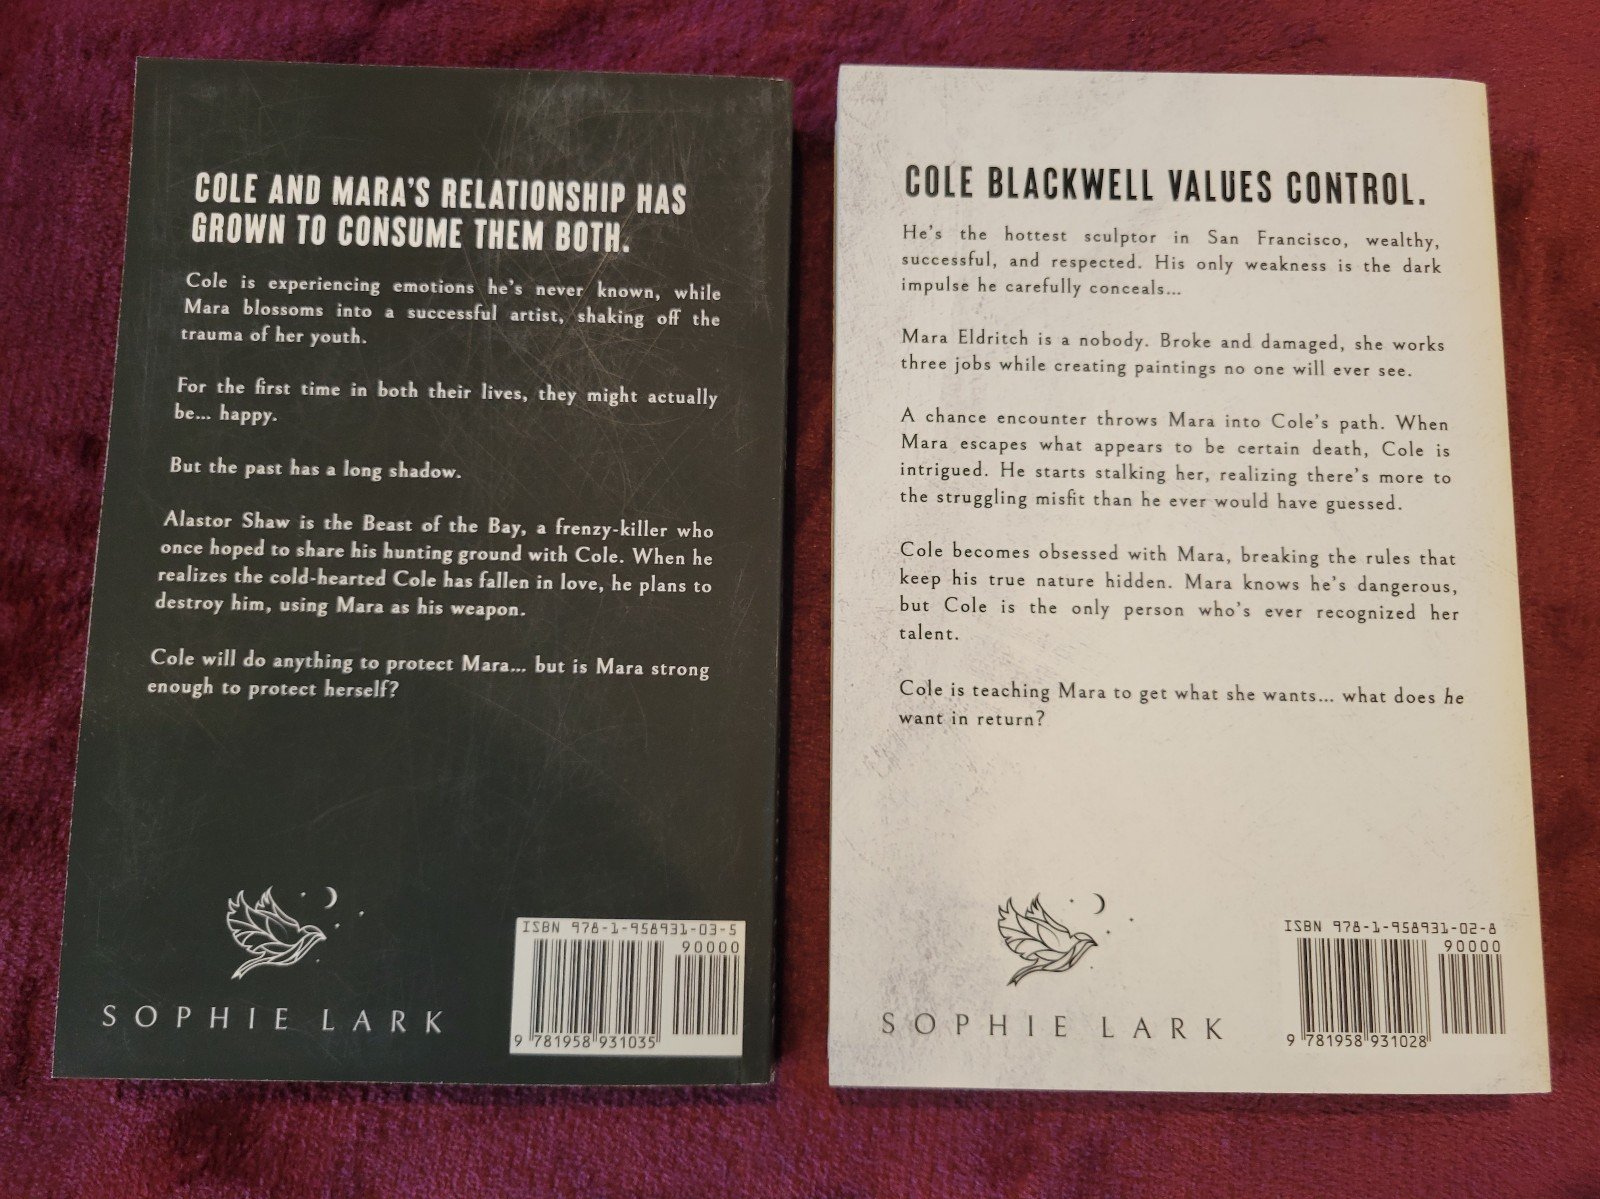 COLE AND MARA'S RELATIONSHIP HAS
GROWN TO CONSUME THEM BOTH.
Cole is experiencing emotions he's never known, while
Mara blossoms into a successful artist, shaking off the
trauma of her youth.
For the first time in both their lives, they might actually
be... happy.
But the past has a long shadow.
Alastor Shaw is the Beast of the Bay, a frenzy-killer who
once hoped to share his hunting ground with Cole. When he
realizes the cold-hearted Cole has fallen in love, he plans to
destroy him, using Mara as his weapon.
Cole will do anything to protect Mara... but is Mara strong
enough to protect herself?
SOPHIE LARK
ISBN 978-1-958931-03-5
90000
9 781958 931035
COLE BLACKWELL VALUES CONTROL.
He's the hottest sculptor in San Francisco, wealthy,
successful, and respected. His only weakness is the dark
impulse he carefully conceals...
Mara Eldritch is a nobody. Broke and damaged, she works
three jobs while creating paintings no one will ever see.
A chance encounter throws Mara into Cole's path. When
Mara escapes what appears to be certain death, Cole is
intrigued. He starts stalking her, realizing there's more to
the struggling misfit than he ever would have guessed.
Cole becomes obsessed with Mara, breaking the rules that
keep his true nature hidden. Mara knows he's dangerous,
but Cole is the only person who's ever recognized her
talent.
Cole is teaching Mara to get what she wants... what does he
want in return?
SOPHIE LARK
ISBN 978-1-958931-02-8
90000
9 781958 931028